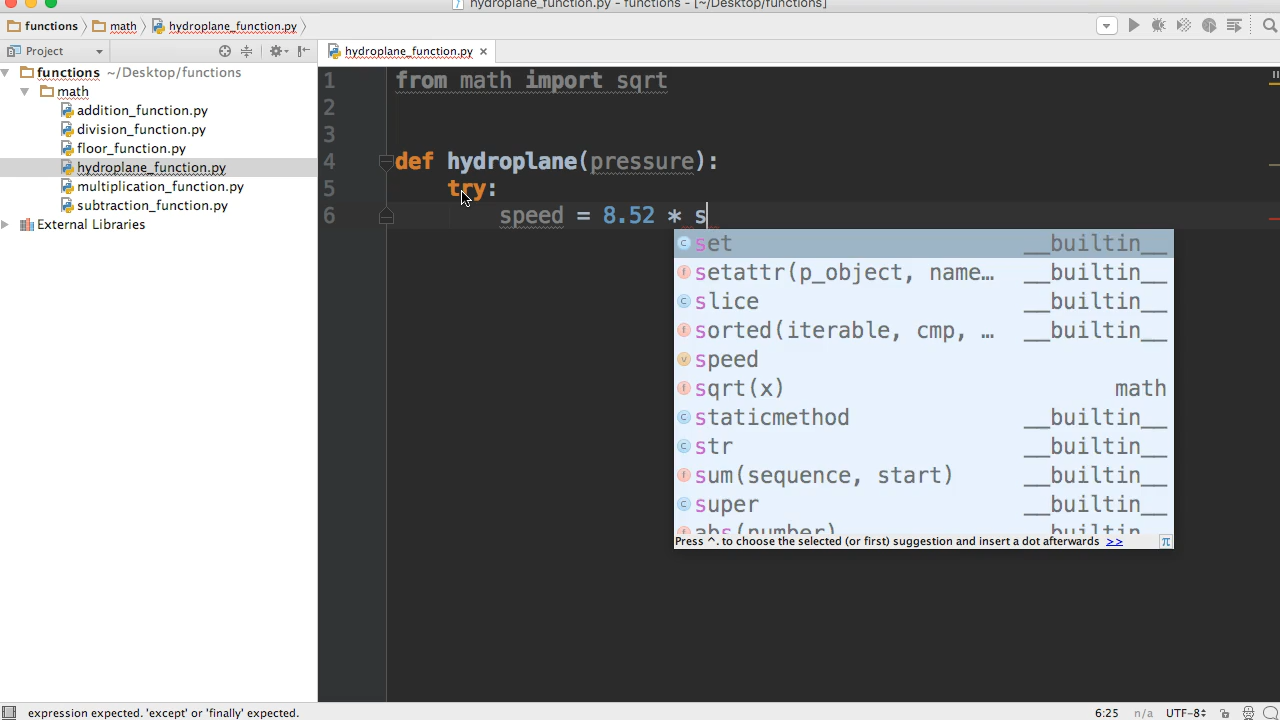 hydroplane_function.py - functions - [~/Desktop/functions]
functions math hydroplane_function.py
Project
hydroplane_function.py
functions ~/Desktop/functions
math
addition_function.py
division_function.py
floor_function.py
hydroplane_function.py
multiplication_function.py
subtraction_function.py
External Libraries
1 from math import sqrt
2
3
4 def hydroplane(pressure):
5 try:
6 speed = 8.52 * s
set __builtin__
setattr(p_object, name… __builtin__
slice __builtin__
sorted(iterable, cmp, … __builtin__
speed
sqrt(x) math
staticmethod __builtin__
str __builtin__
sum(sequence, start) __builtin__
super __builtin__
abs(number) __builtin__
Press ^. to choose the selected (or first) suggestion and insert a dot afterwards >> π
expression expected. 'except' or 'finally' expected. 6:25 n/a UTF-8